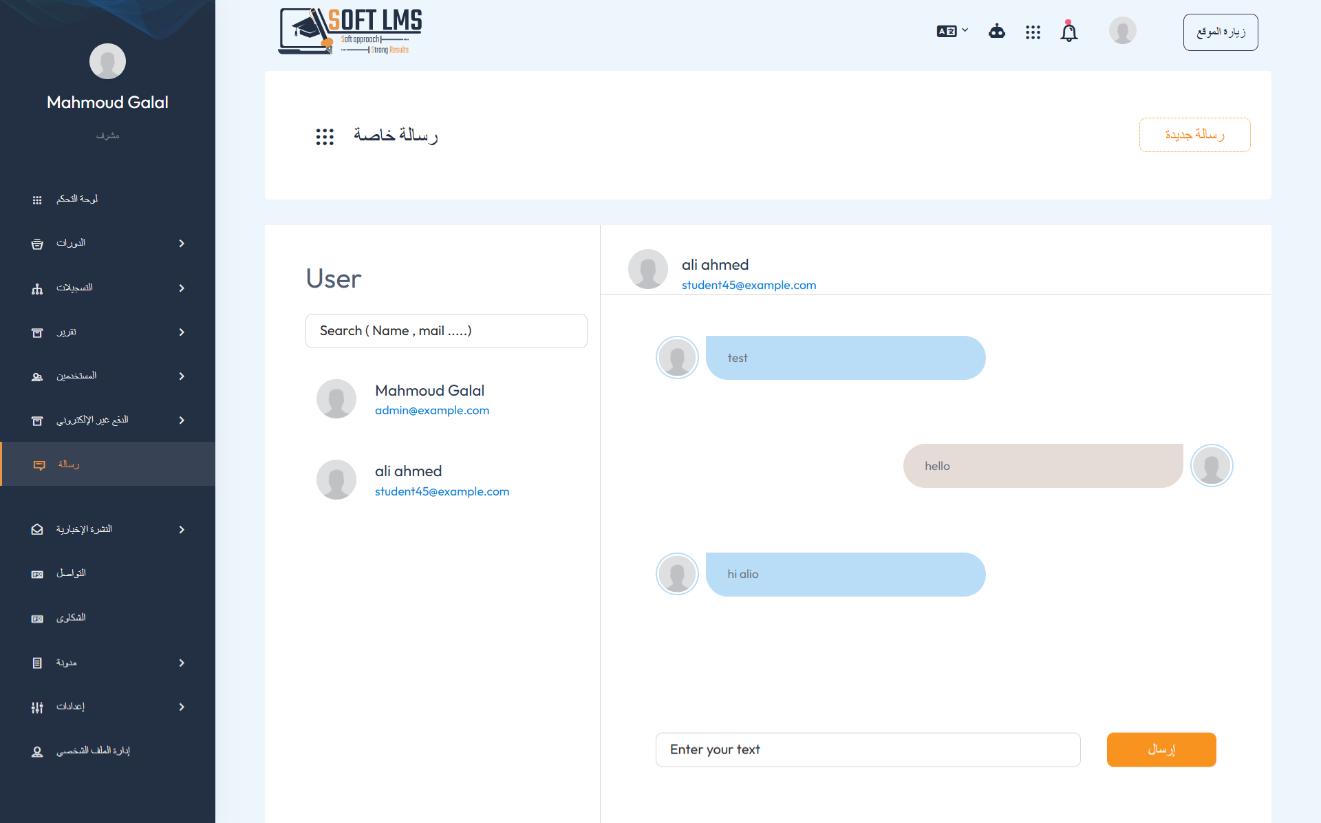 SOFT LMS
Soft approach
Strong Results
زيارة الموقع
Mahmoud Galal
مشرف
لوحة التحكم
الدورات
التسجيلات
تقرير
المستخدمين
الدفع غير الإلكتروني
رسالة
النشرة الإخبارية
التواصل
الشكاوى
مدونة
إعدادات
إدارة الملف الشخصي
رسالة خاصة
رسالة جديدة
User
Search ( Name , mail .....)
Mahmoud Galal
admin@example.com
ali ahmed
student45@example.com
ali ahmed
student45@example.com
test
hello
hi alio
Enter your text
إرسال